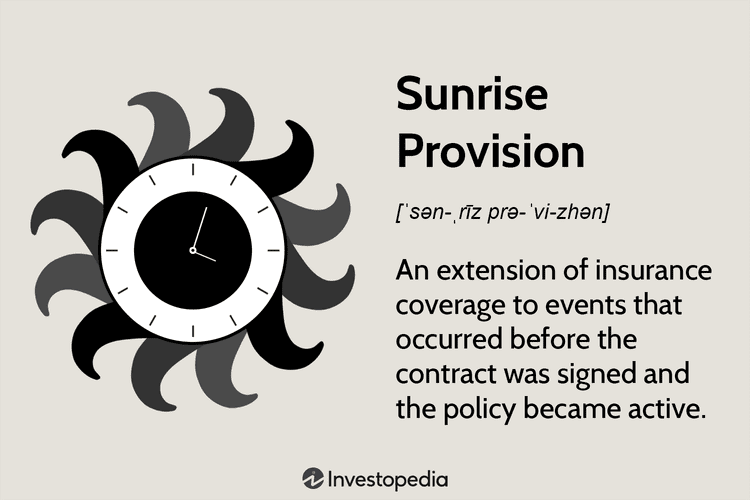 Sunrise
Provision
[ˈsən-ˌrīz prə-ˈvi-zhən]
An extension of insurance
coverage to events that
occurred before the
contract was signed and
the policy became active.
Investopedia